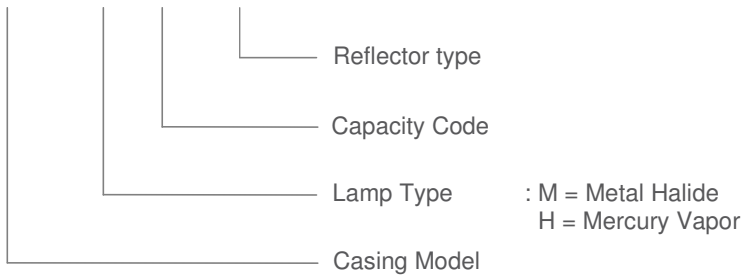 Reflector type
Capacity Code
Lamp Type : M = Metal Halide
H = Mercury Vapor
Casing Model